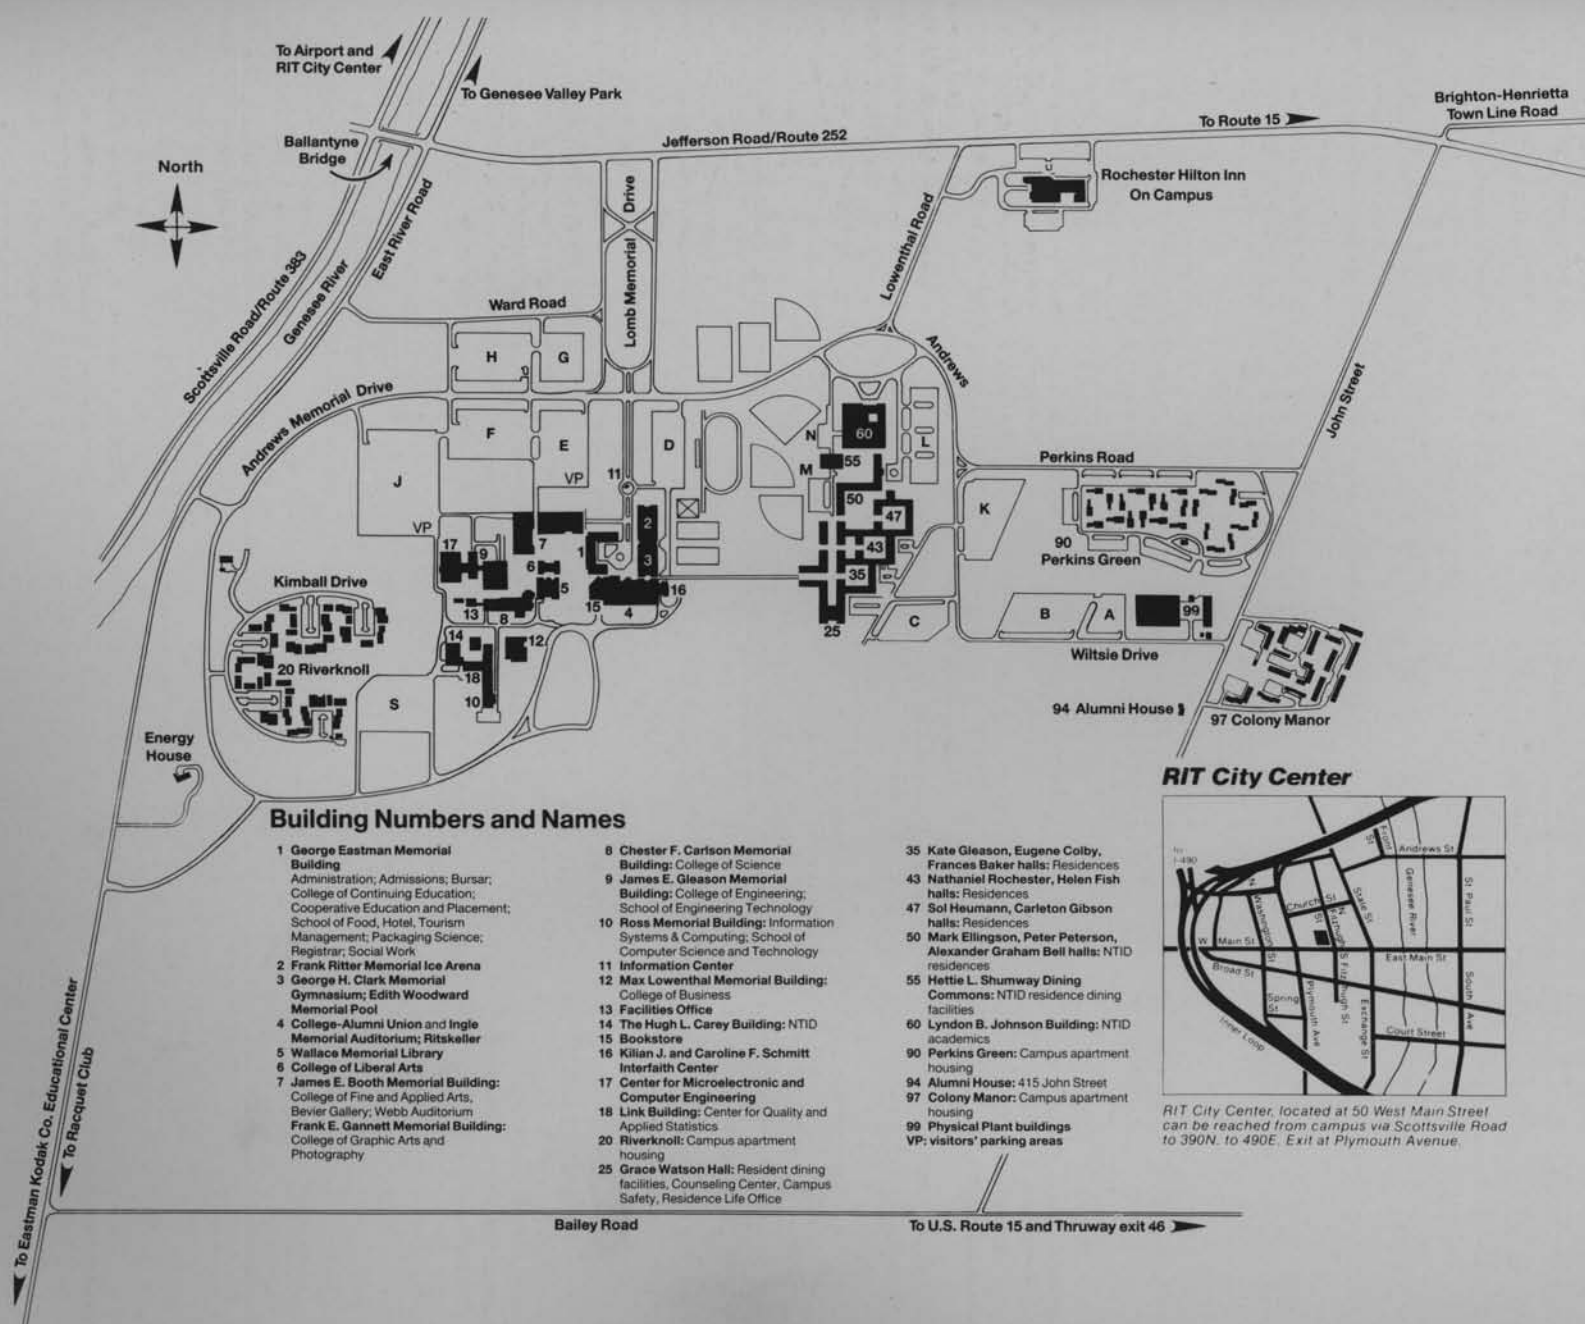 To Airport and
RIT City Center
To Genesee Valley Park
Brighton-Henrietta
Town Line Road
To Route 15
Jefferson Road/Route 252
Ballantyne
Bridge
North
Rochester Hilton Inn
On Campus
U
East River Road
Drive
Lomb Memorial
Lowenthal Road
Scottsville Road/Route 383
Genesee River
Ward Road
H
G
Andrews
John Street
Andrews Memorial Drive
F
E
D
N
60
L
M
55
Perkins Road
J
VP
11
50
K
VP
2
47
17
9
7
1
3
43
90
Perkins Green
6
5
35
Kimball Drive
16
15
4
13
8
25
C
B
A
99
14
12
Wiltsie Drive
20 Riverknoll
18
10
S
94 Alumni House
97 Colony Manor
Energy
House
RIT City Center
Building Numbers and Names
1 George Eastman Memorial
Building
Administration; Admissions; Bursar;
College of Continuing Education;
Cooperative Education and Placement;
School of Food, Hotel, Tourism
Management; Packaging Science;
Registrar; Social Work
2 Frank Ritter Memorial Ice Arena
3 George H. Clark Memorial
Gymnasium; Edith Woodward
Memorial Pool
4 College-Alumni Union and Ingle
Memorial Auditorium; Ritskeller
5 Wallace Memorial Library
6 College of Liberal Arts
7 James E. Booth Memorial Building:
College of Fine and Applied Arts,
Bevier Gallery; Webb Auditorium
Frank E. Gannett Memorial Building:
College of Graphic Arts and
Photography
8 Chester F. Carlson Memorial
Building: College of Science
9 James E. Gleason Memorial
Building: College of Engineering;
School of Engineering Technology
10 Ross Memorial Building: Information
Systems & Computing; School of
Computer Science and Technology
11 Information Center
12 Max Lowenthal Memorial Building:
College of Business
13 Facilities Office
14 The Hugh L. Carey Building: NTID
15 Bookstore
16 Kilian J. and Caroline F. Schmitt
Interfaith Center
17 Center for Microelectronic and
Computer Engineering
18 Link Building: Center for Quality and
Applied Statistics
20 Riverknoll: Campus apartment
housing
25 Grace Watson Hall: Resident dining
facilities, Counseling Center, Campus
Safety, Residence Life Office
35 Kate Gleason, Eugene Colby,
Frances Baker halls: Residences
43 Nathaniel Rochester, Helen Fish
halls: Residences
47 Sol Heumann, Carleton Gibson
halls: Residences
50 Mark Ellingson, Peter Peterson,
Alexander Graham Bell halls: NTID
residences
55 Hettie L. Shumway Dining
Commons: NTID residence dining
facilities
60 Lyndon B. Johnson Building: NTID
academics
90 Perkins Green: Campus apartment
housing
94 Alumni House: 415 John Street
97 Colony Manor: Campus apartment
housing
99 Physical Plant buildings
VP: visitors' parking areas
to
I-490
Front
St
Andrews St
N
Washington St
Church St
State St
N Fitzhugh St
Genesee River
St Paul St
W Main St
East Main St
Broad St
Spring
St
Plymouth Ave
S Fitzhugh St
Exchange St
South Ave
Court Street
Inner Loop
RIT City Center, located at 50 West Main Street
can be reached from campus via Scottsville Road
to 390N. to 490E. Exit at Plymouth Avenue.
To Eastman Kodak Co. Educational Center
To Racquet Club
Bailey Road
To U.S. Route 15 and Thruway exit 46